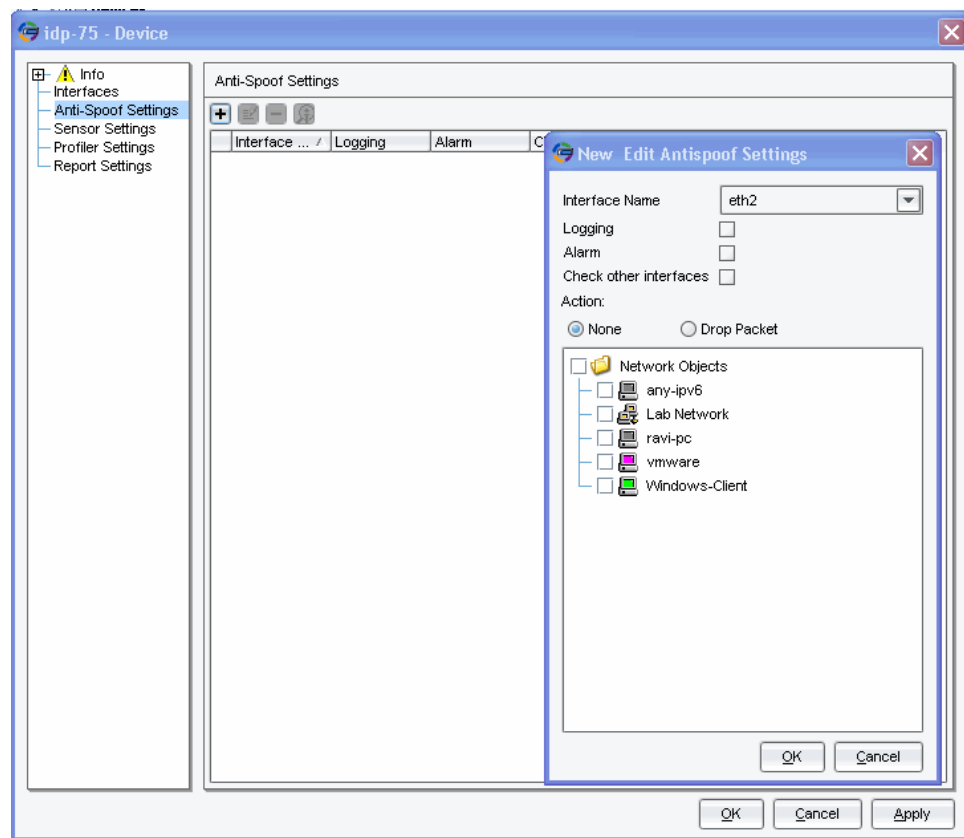 idp-75 - Device
Info
Interfaces
Anti-Spoof Settings
Sensor Settings
Profiler Settings
Report Settings
Anti-Spoof Settings
Interface ... Logging Alarm C
New Edit Antispoof Settings
Interface Name eth2
Logging
Alarm
Check other interfaces
Action:
None Drop Packet
Network Objects
any-ipv6
Lab Network
ravi-pc
vmware
Windows-Client
OK Cancel
OK Cancel Apply